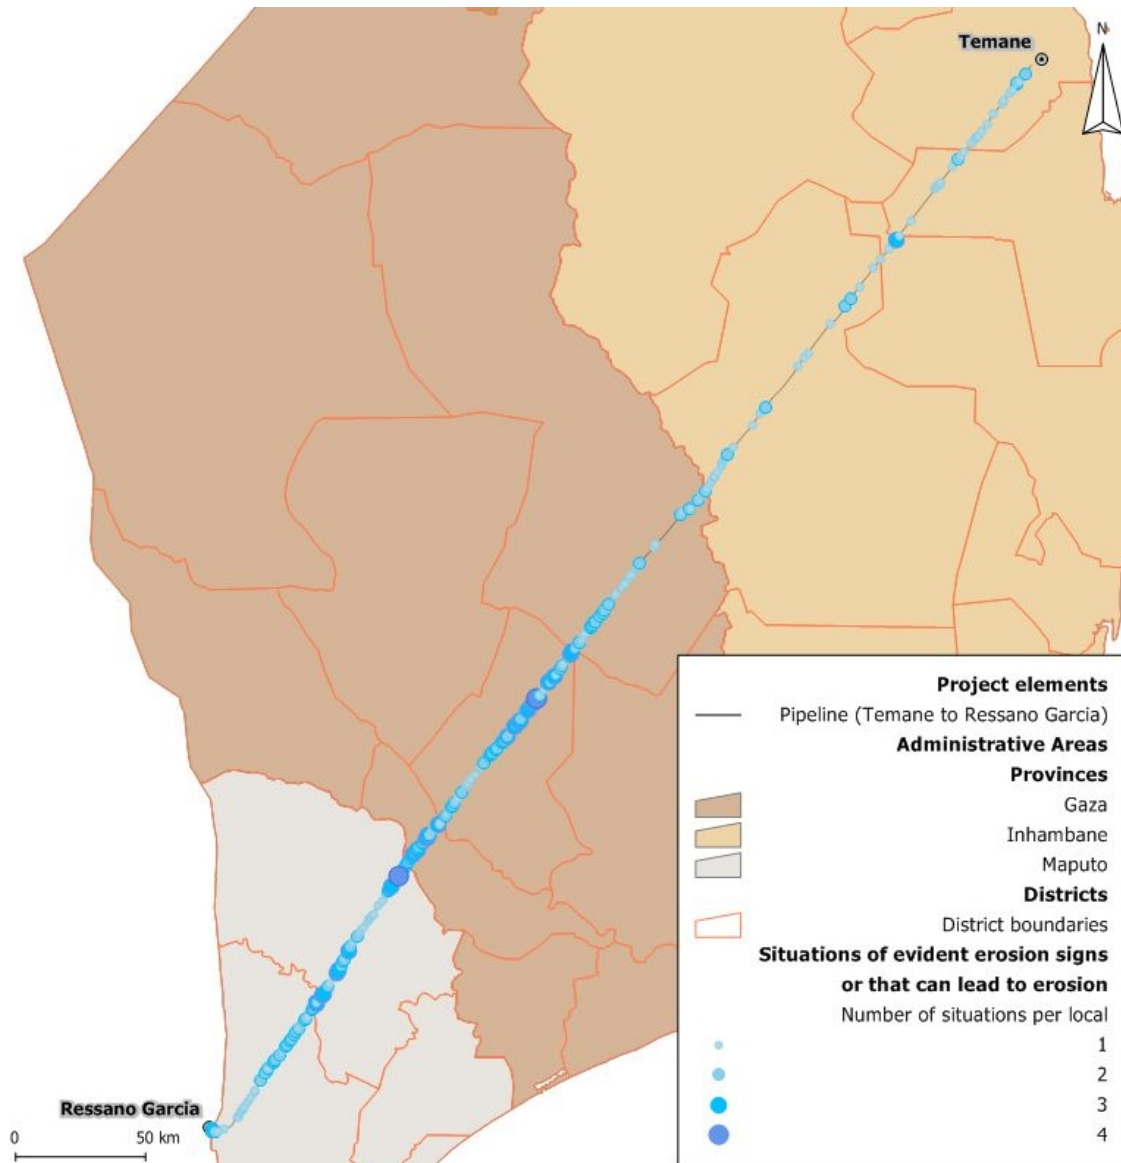 Temane
N
Project elements
Pipeline (Temane to Ressano Garcia)
Administrative Areas
Provinces
Gaza
Inhambane
Maputo
Districts
District boundaries
Situations of evident erosion signs
or that can lead to erosion
Number of situations per local
1
2
3
4
Ressano Garcia
0 50 km